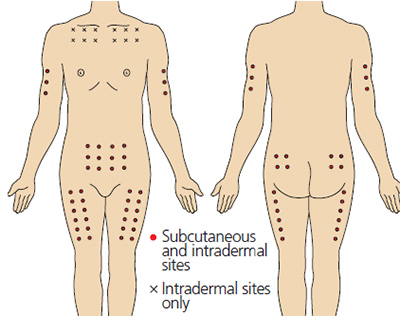 Subcutaneous
and intradermal
sites
× Intradermal sites
only